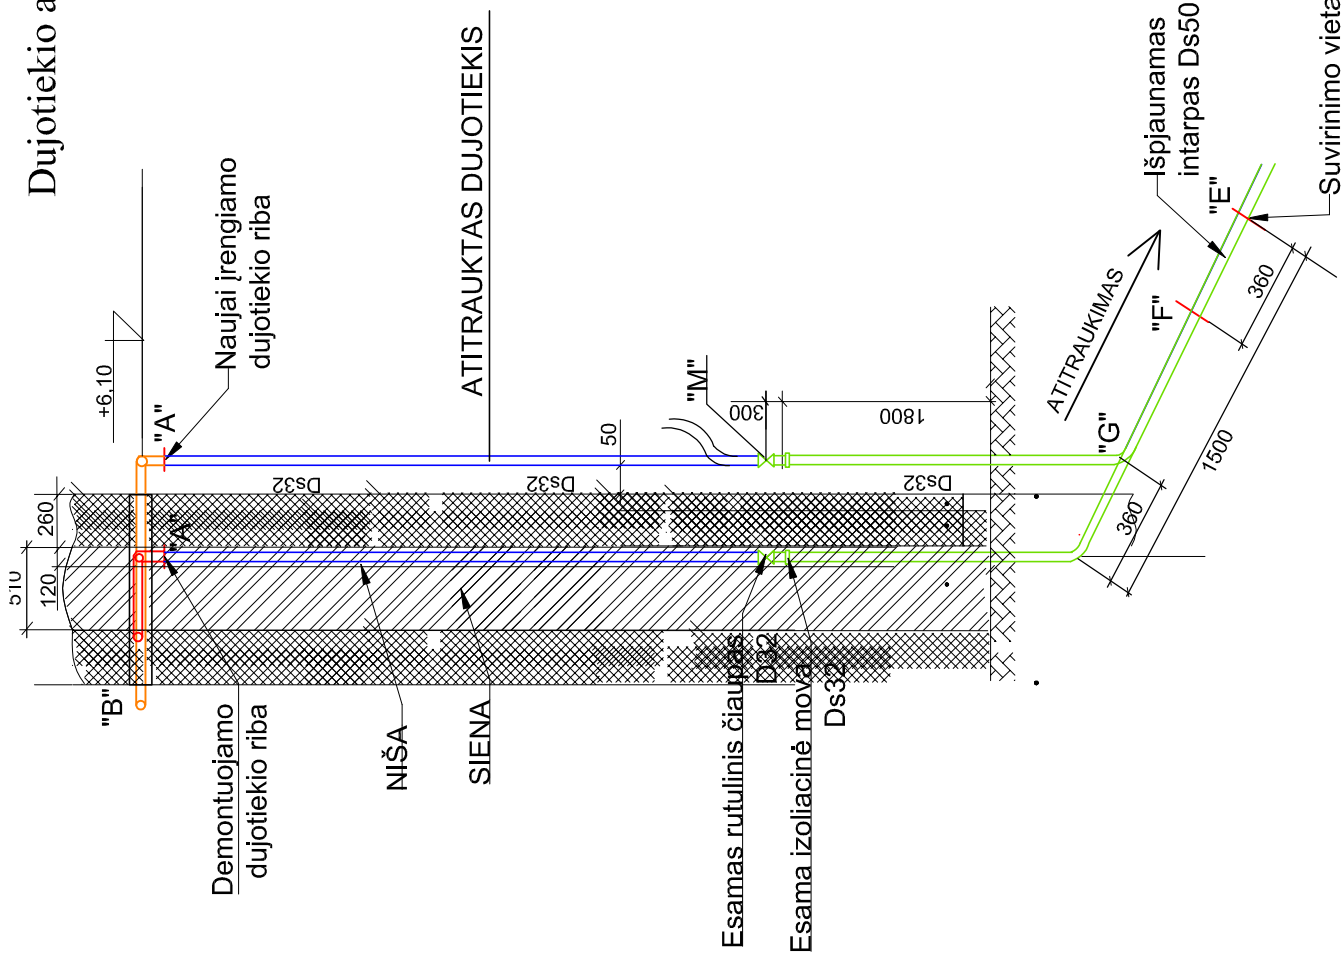 Dujotiekio a
+6,10
"A"
Naujai įrengiamo
dujotiekio riba
ATITRAUKTAS DUJOTIEKIS
260
510
120
"A"
"B"
Demontuojamo
dujotiekio riba
NIŠA
SIENA
Ds32
Ds32
Ds32
50
"M"
300
1800
Esamas rutulinis čiaupas
D32
Esama izoliacinė mova
Ds32
"G"
ATITRAUKIMAS
"F"
"E"
Išpjaunamas
intarpas Ds50
Suvirinimo vieta
360
360
1500